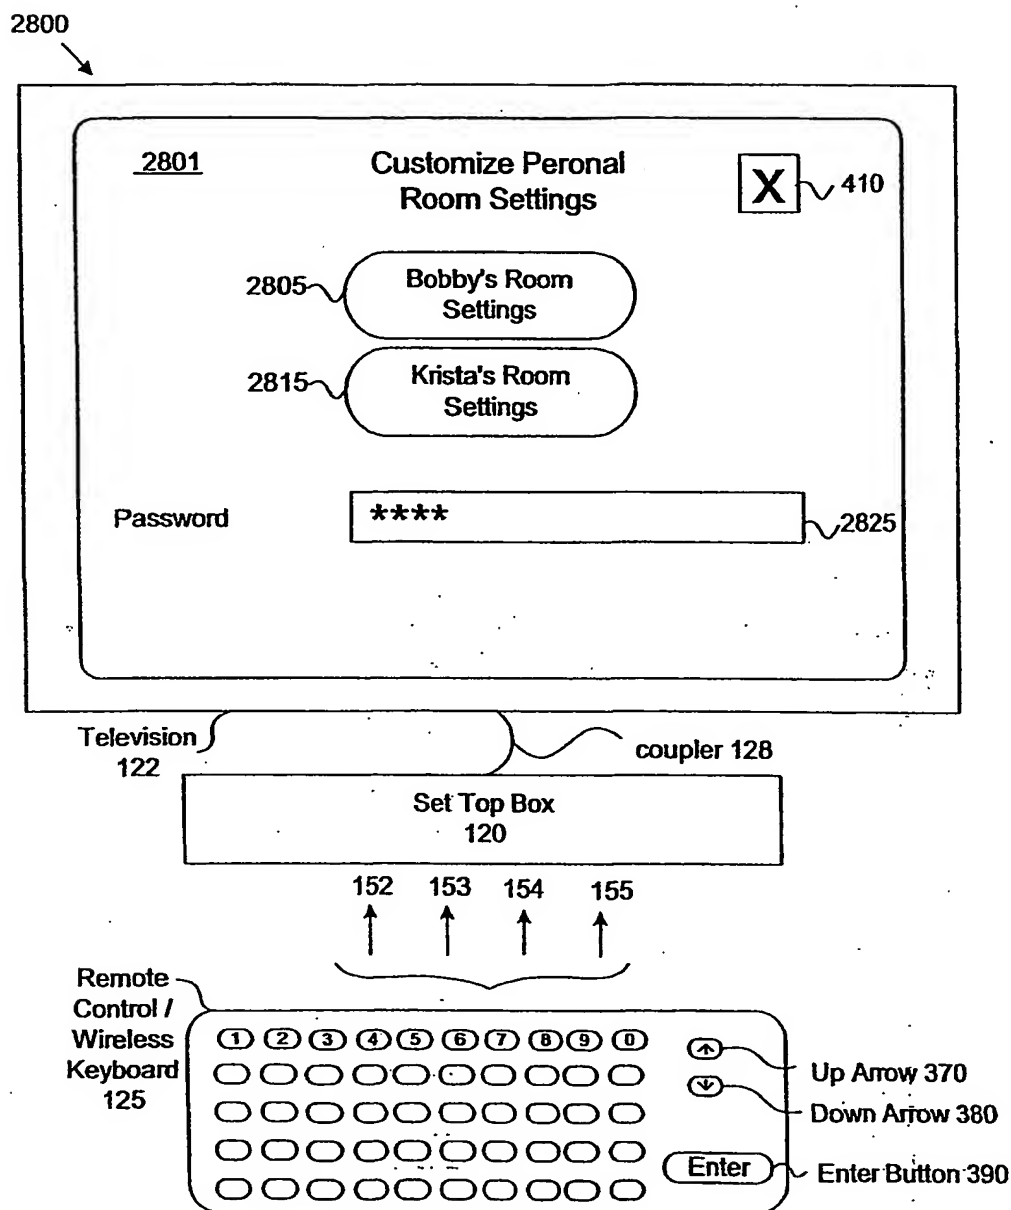 2800
2801
Customize Peronal
Room Settings
X
410
2805
Bobby's Room
Settings
2815
Krista's Room
Settings
Password
****
2825
Television
122
coupler 128
Set Top Box
120
152 153 154 155
Remote
Control /
Wireless
Keyboard
125
1 2 3 4 5 6 7 8 9 0
Up Arrow 370
Down Arrow 380
Enter
Enter Button 390